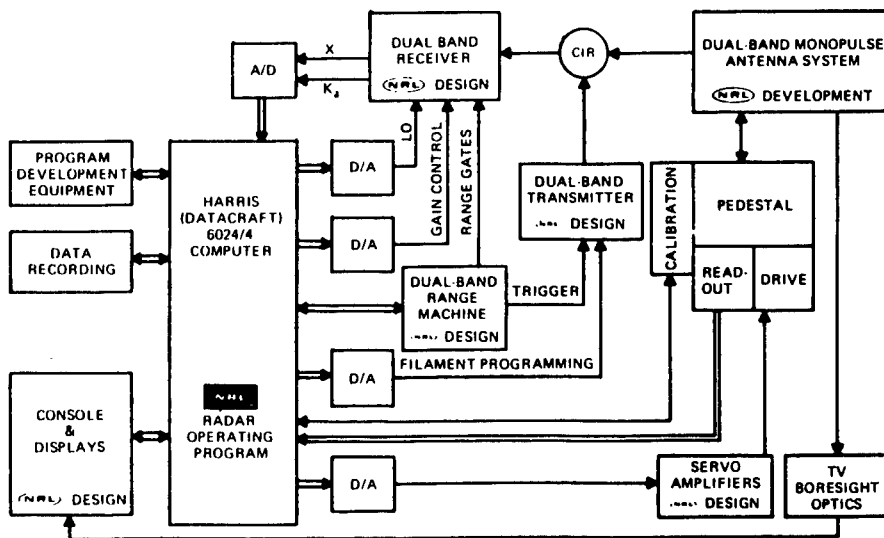 DUAL BAND
RECEIVER
NRL DESIGN
CIR
DUAL-BAND MONOPULSE
ANTENNA SYSTEM
NRL DEVELOPMENT
A/D
X
Ka
LO
GAIN CONTROL
RANGE GATES
PROGRAM
DEVELOPMENT
EQUIPMENT
HARRIS
(DATACRAFT)
6024/4
COMPUTER
D/A
DUAL-BAND
TRANSMITTER
NRL DESIGN
CALIBRATION
PEDESTAL
DATA
RECORDING
D/A
READ-
OUT
DRIVE
DUAL-BAND
RANGE
MACHINE
NRL DESIGN
TRIGGER
FILAMENT PROGRAMMING
D/A
CONSOLE
&
DISPLAYS
NRL DESIGN
NRL
RADAR
OPERATING
PROGRAM
D/A
SERVO
AMPLIFIERS
NRL DESIGN
TV
BORESIGHT
OPTICS